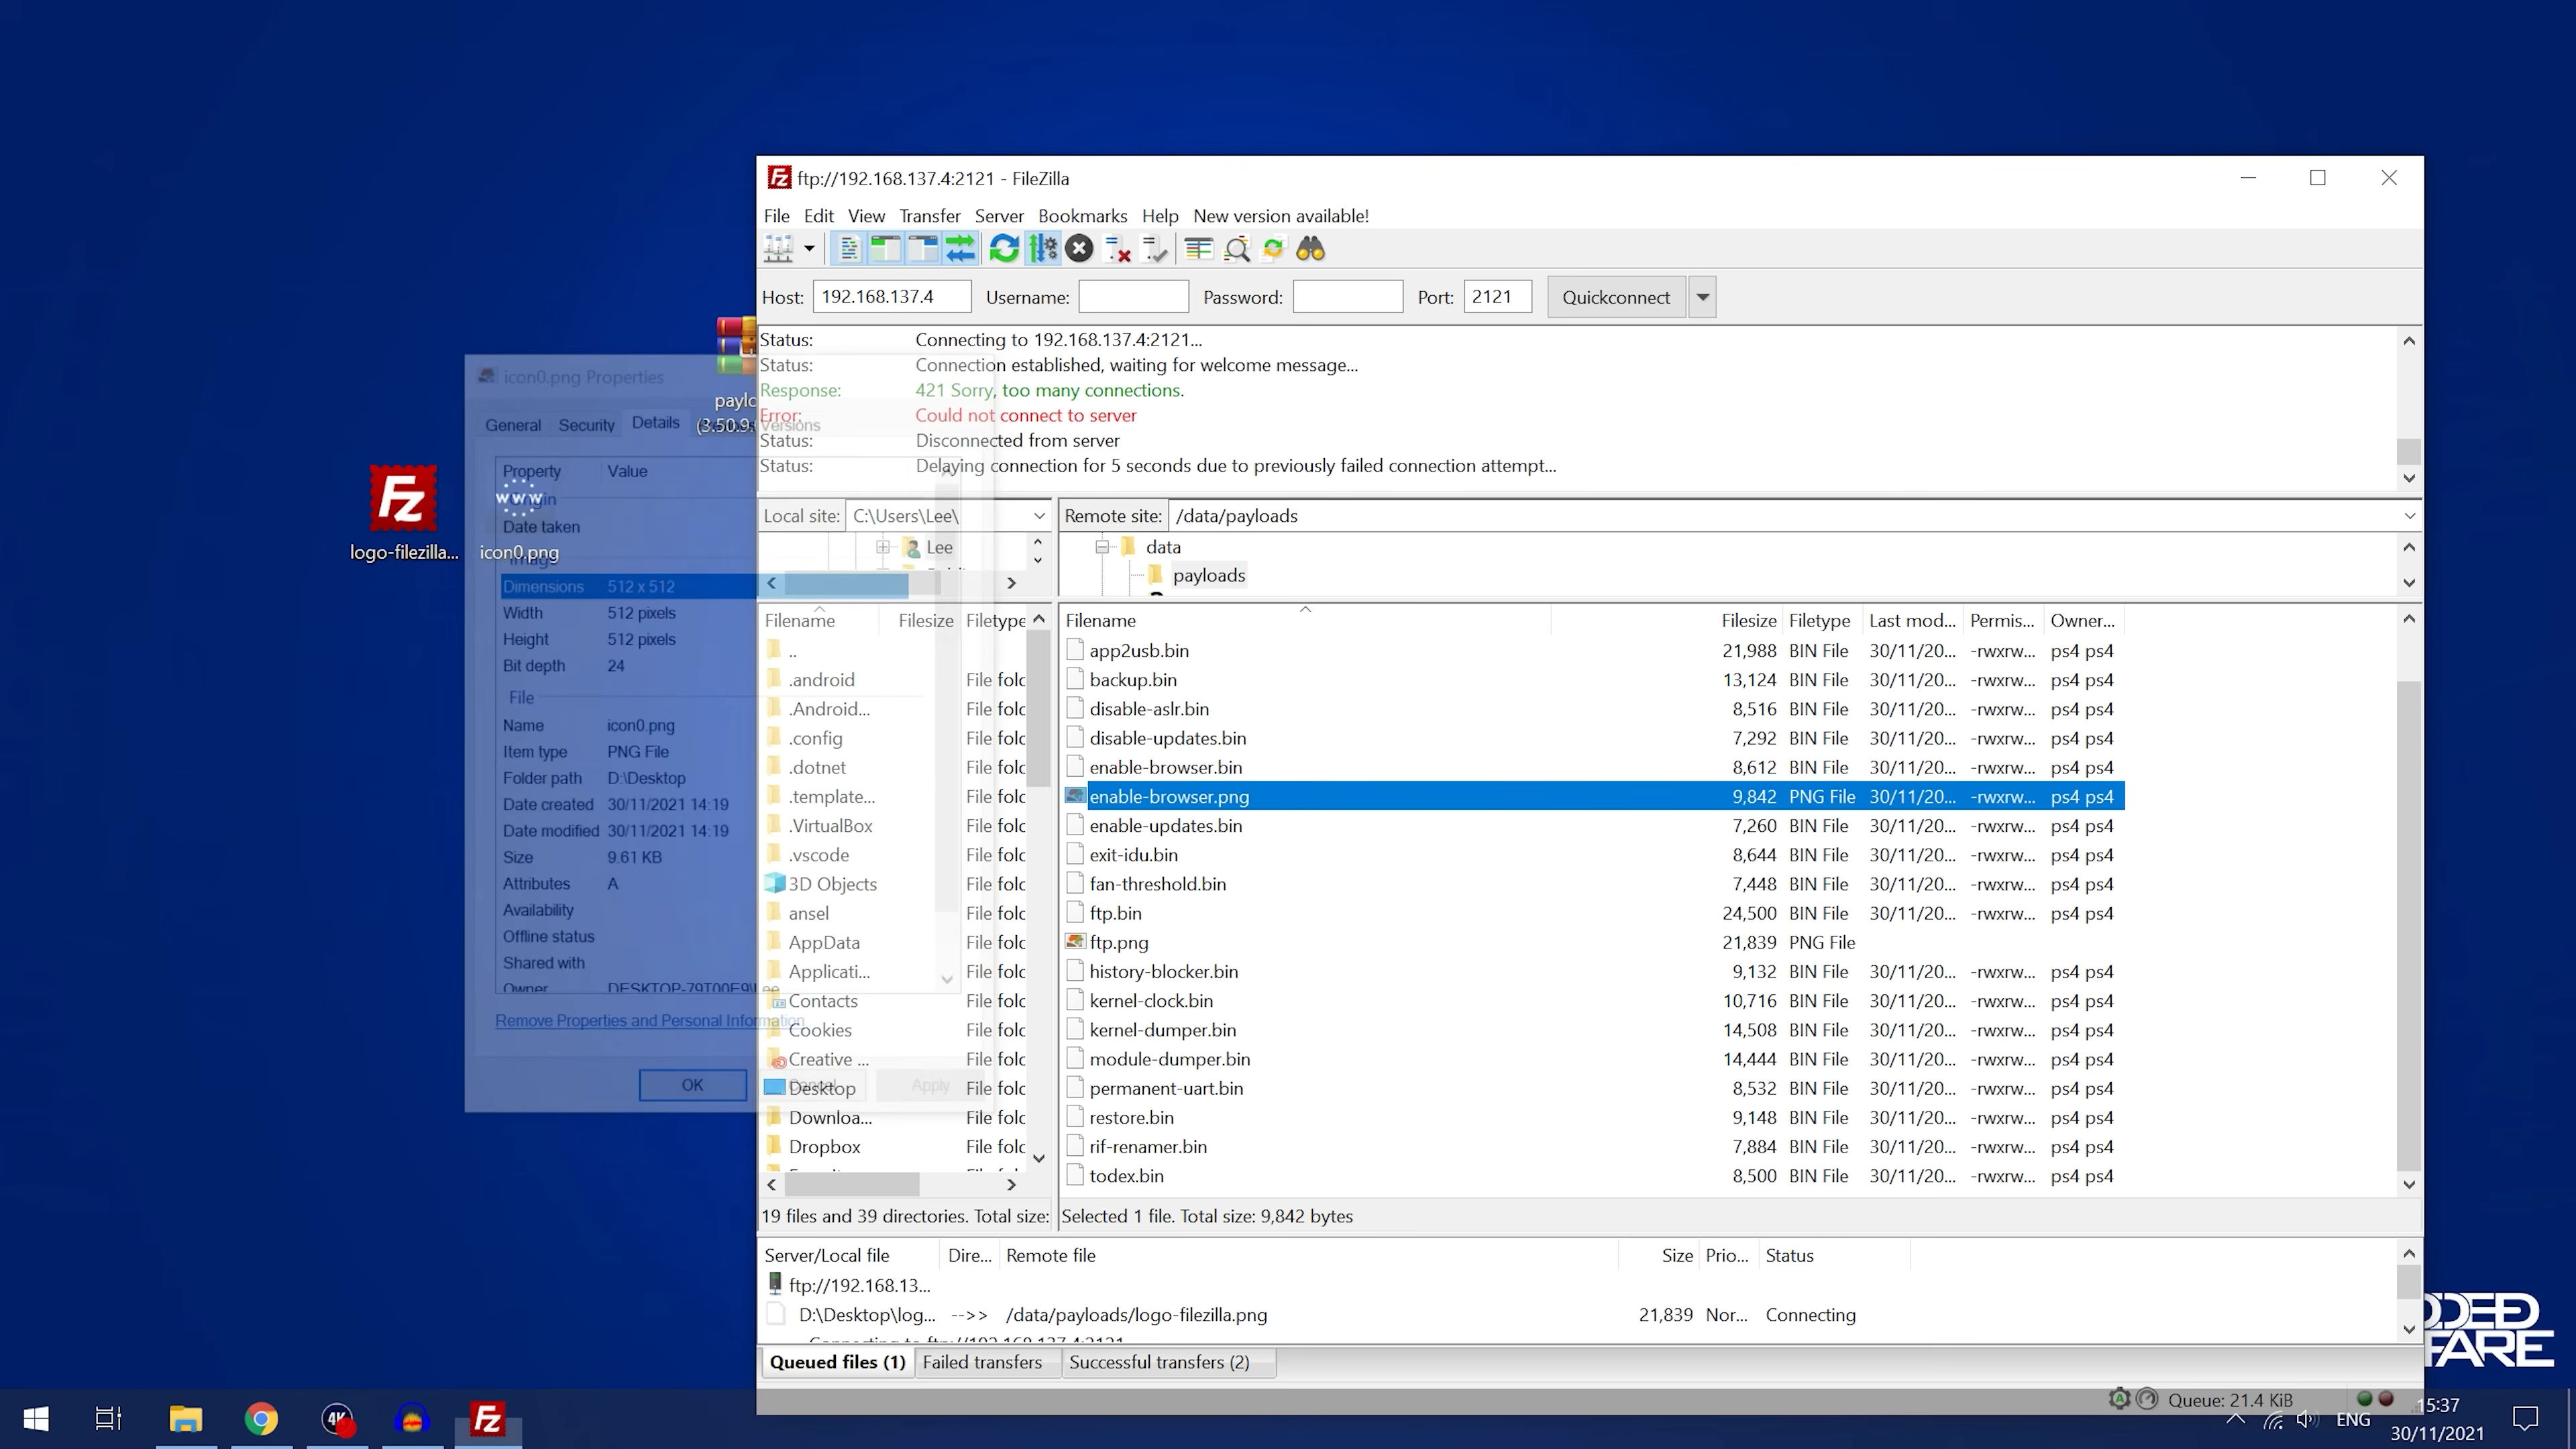 ftp://192.168.137.4:2121 - FileZilla
File Edit View Transfer Server Bookmarks Help New version available!
Host: 192.168.137.4 Username: Password: Port: 2121 Quickconnect
Status: Connecting to 192.168.137.4:2121...
Status: Connection established, waiting for welcome message...
Response: 421 Sorry, too many connections.
Error: Could not connect to server
Status: Disconnected from server
Status: Delaying connection for 5 seconds due to previously failed connection attempt...
Local site: C:\Users\Lee\
Lee
Remote site: /data/payloads
data
payloads
Filename Filesize Filetype
..
.android File folc
.Android... File folc
.config File folc
.dotnet File folc
.template... File folc
.VirtualBox File folc
.vscode File folc
3D Objects File folc
ansel File folc
AppData File folc
Applicati... File folc
Contacts File folc
Cookies File folc
Creative ... File folc
Desktop File folc
Downloa... File folc
Dropbox File folc
19 files and 39 directories. Total size:
Filename Filesize Filetype Last mod... Permis... Owner...
app2usb.bin 21,988 BIN File 30/11/20... -rwxrw... ps4 ps4
backup.bin 13,124 BIN File 30/11/20... -rwxrw... ps4 ps4
disable-aslr.bin 8,516 BIN File 30/11/20... -rwxrw... ps4 ps4
disable-updates.bin 7,292 BIN File 30/11/20... -rwxrw... ps4 ps4
enable-browser.bin 8,612 BIN File 30/11/20... -rwxrw... ps4 ps4
enable-browser.png 9,842 PNG File 30/11/20... -rwxrw... ps4 ps4
enable-updates.bin 7,260 BIN File 30/11/20... -rwxrw... ps4 ps4
exit-idu.bin 8,644 BIN File 30/11/20... -rwxrw... ps4 ps4
fan-threshold.bin 7,448 BIN File 30/11/20... -rwxrw... ps4 ps4
ftp.bin 24,500 BIN File 30/11/20... -rwxrw... ps4 ps4
ftp.png 21,839 PNG File
history-blocker.bin 9,132 BIN File 30/11/20... -rwxrw... ps4 ps4
kernel-clock.bin 10,716 BIN File 30/11/20... -rwxrw... ps4 ps4
kernel-dumper.bin 14,508 BIN File 30/11/20... -rwxrw... ps4 ps4
module-dumper.bin 14,444 BIN File 30/11/20... -rwxrw... ps4 ps4
permanent-uart.bin 8,532 BIN File 30/11/20... -rwxrw... ps4 ps4
restore.bin 9,148 BIN File 30/11/20... -rwxrw... ps4 ps4
rif-renamer.bin 7,884 BIN File 30/11/20... -rwxrw... ps4 ps4
todex.bin 8,500 BIN File 30/11/20... -rwxrw... ps4 ps4
Selected 1 file. Total size: 9,842 bytes
Server/Local file Dire... Remote file Size Prio... Status
ftp://192.168.13...
D:\Desktop\log... -->> /data/payloads/logo-filezilla.png 21,839 Nor... Connecting
Queued files (1) Failed transfers Successful transfers (2)
Queue: 21.4 KiB
icon0.png Properties
General Security Details Versions
Property Value
Origin
Date taken
Image
Dimensions 512 x 512
Width 512 pixels
Height 512 pixels
Bit depth 24
File
Name icon0.png
Item type PNG File
Folder path D:\Desktop
Date created 30/11/2021 14:19
Date modified 30/11/2021 14:19
Size 9.61 KB
Attributes A
Availability
Offline status
Shared with
Owner DESKTOP-79T00E9\Lee
Remove Properties and Personal Information
OK Cancel Apply
Fz
logo-filezilla...
www
icon0.png
paylo
(3.50.9.
4K
Fz
ENG
15:37
30/11/2021